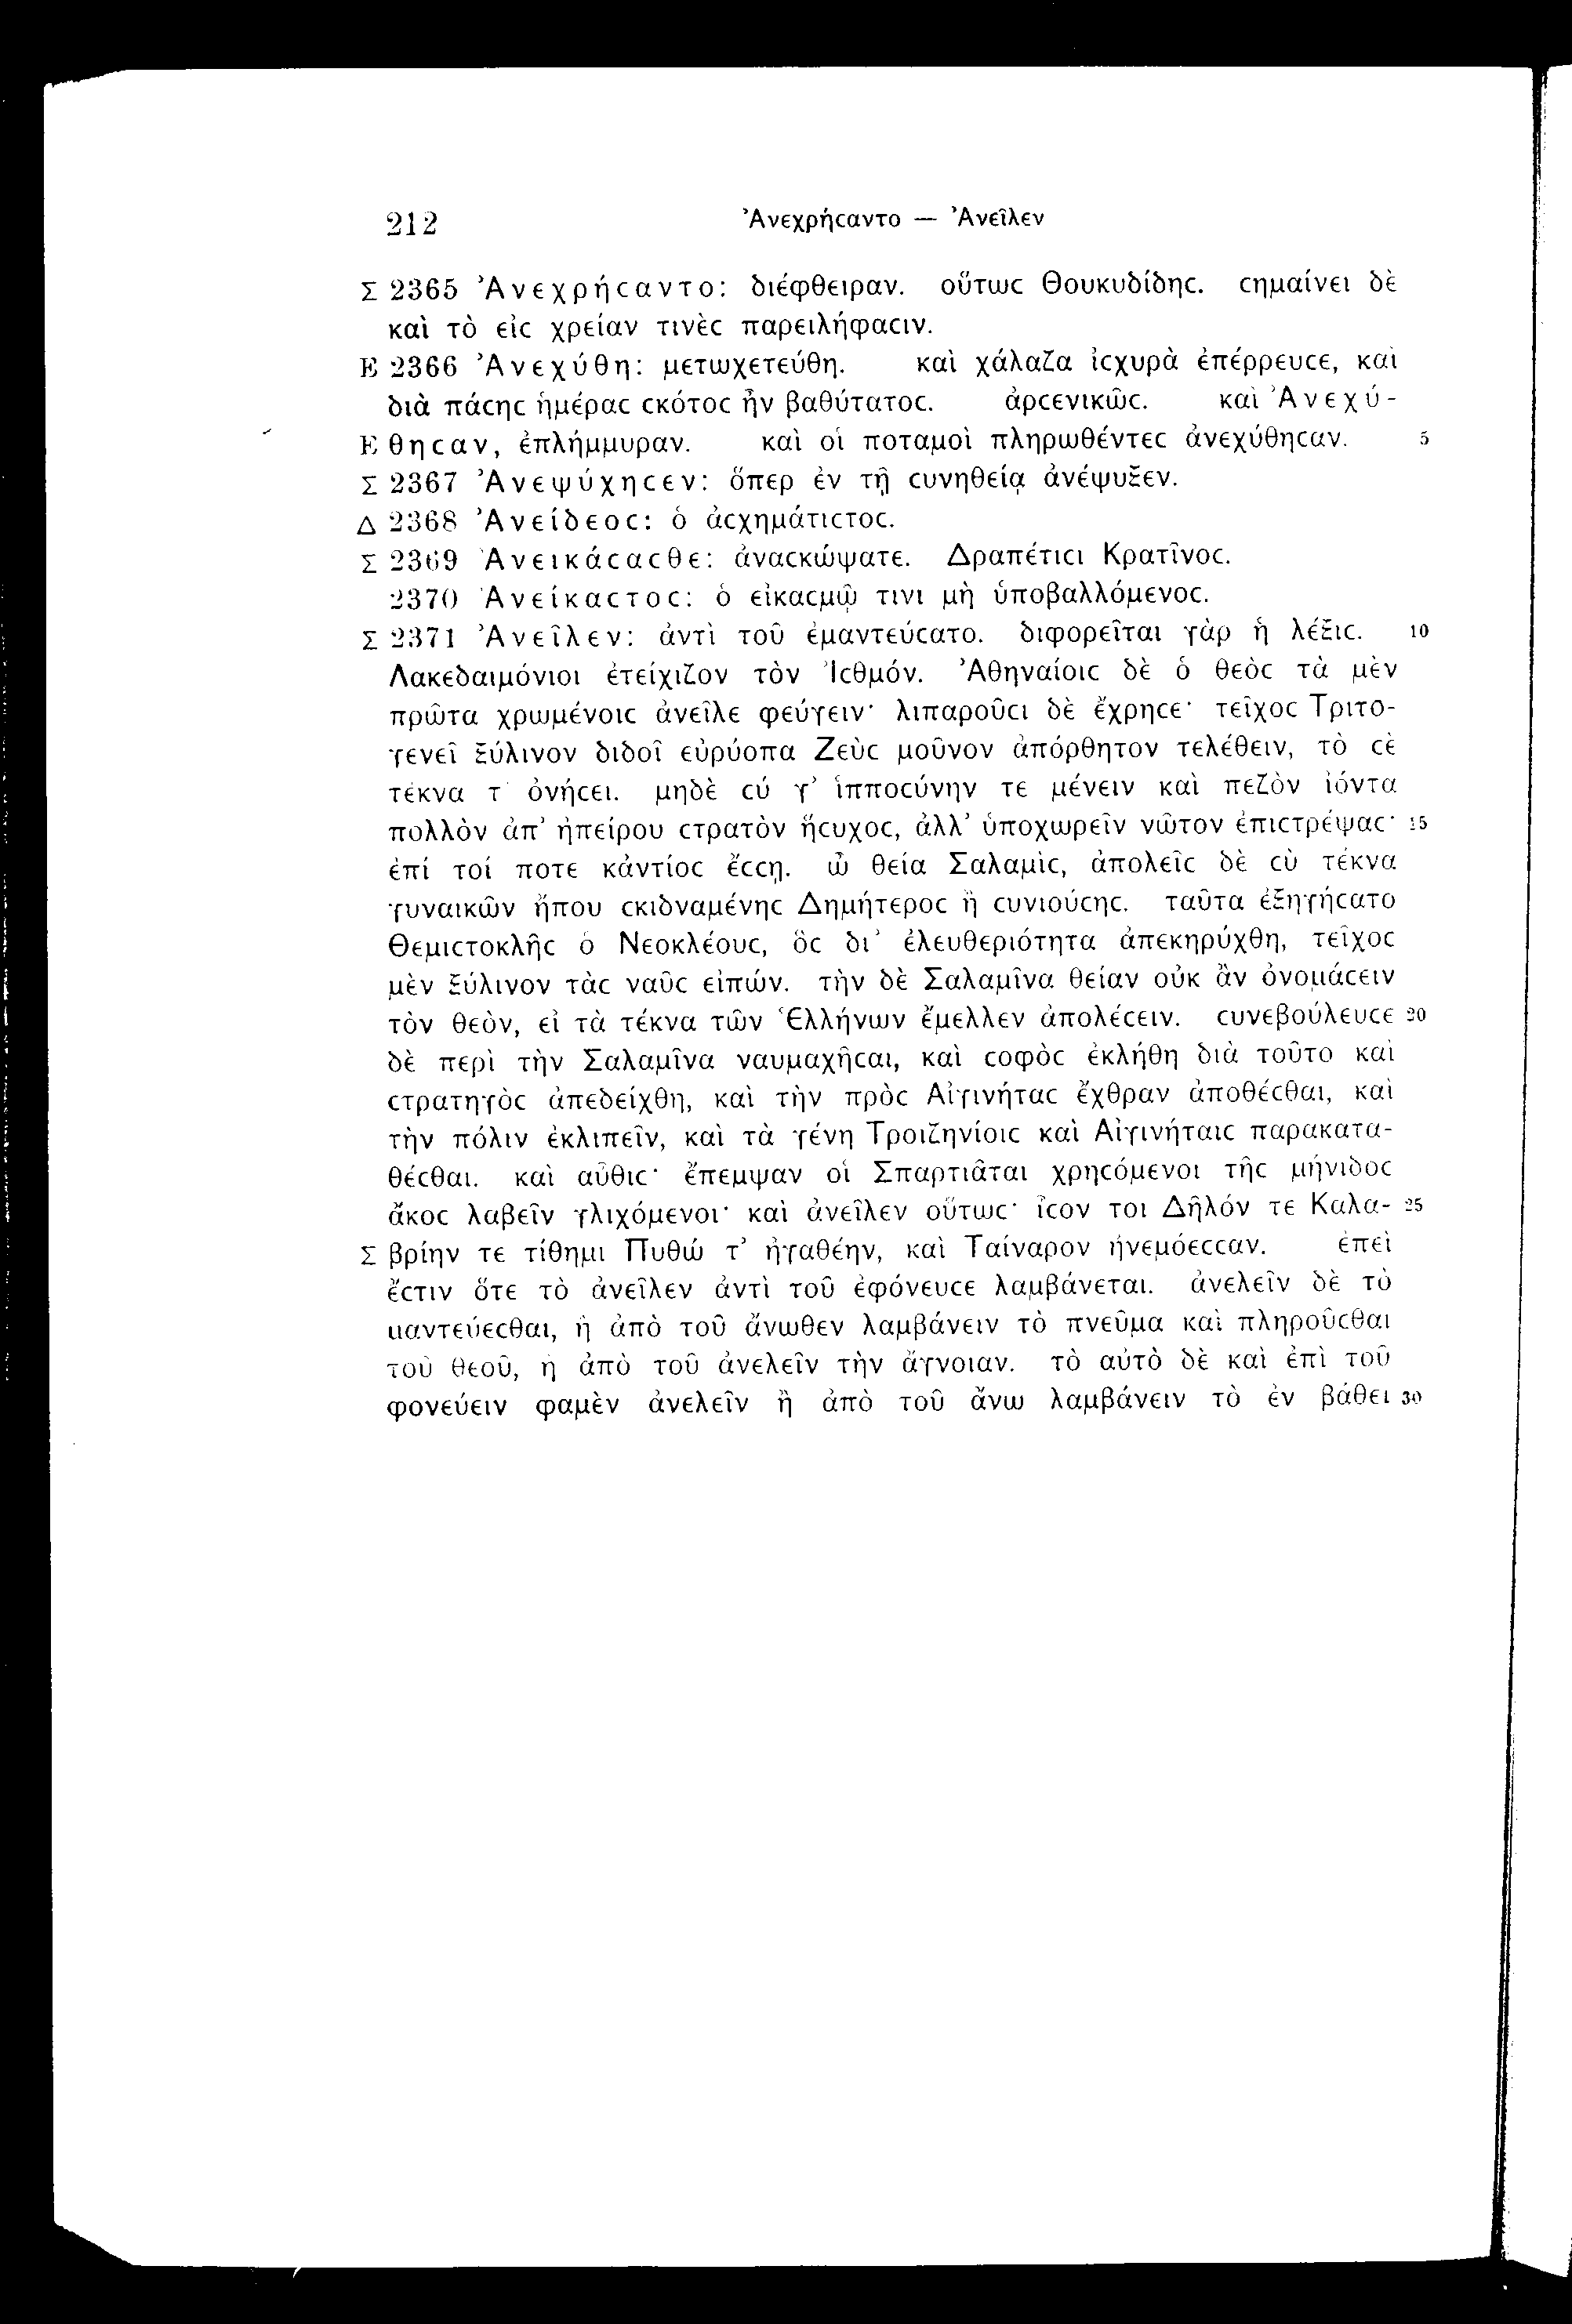 212 Ἀνεχρήϲαντο — Ἀνεῖλεν
Σ 2365 Ἀνεχρήϲαντο: διέφθειραν. οὕτωϲ Θουκυδίδηϲ. ϲημαίνει δὲ
καὶ τὸ εἰϲ χρείαν τινὲϲ παρειλήφαϲιν.
E 2366 Ἀνεχύθη: μετωχετεύθη. καὶ χάλαζα ἰϲχυρὰ ἐπέρρευϲε, καὶ
διὰ πάϲηϲ ἡμέραϲ ϲκότοϲ ἦν βαθύτατοϲ. ἀρϲενικῶϲ. καὶ Ἀνεχύ-
E θηϲαν, ἐπλήμμυραν. καὶ οἱ ποταμοὶ πληρωθέντεϲ ἀνεχύθηϲαν. 5
Σ 2367 Ἀνεψύχηϲεν: ὅπερ ἐν τῇ ϲυνηθείᾳ ἀνέψυξεν.
Δ 2368 Ἀνείδεοϲ: ὁ ἀϲχημάτιϲτοϲ.
Σ 2369 Ἀνεικάϲαϲθε: ἀναϲκώψατε. Δραπέτιϲι Κρατῖνοϲ.
2370 Ἀνείκαϲτοϲ: ὁ εἰκαϲμῷ τινι μὴ ὑποβαλλόμενοϲ.
Σ 2371 Ἀνεῖλεν: ἀντὶ τοῦ ἐμαντεύϲατο. διφορεῖται γὰρ ἡ λέξιϲ. 10
Λακεδαιμόνιοι ἐτείχιζον τὸν Ἰϲθμόν. Ἀθηναίοιϲ δὲ ὁ θεὸϲ τὰ μὲν
πρῶτα χρωμένοιϲ ἀνεῖλε φεύγειν· λιπαροῦϲι δὲ ἔχρηϲε· τεῖχοϲ Τριτο-
γενεῖ ξύλινον διδοῖ εὐρύοπα Ζεὺϲ μοῦνον ἀπόρθητον τελέθειν, τὸ ϲὲ
τέκνα τ' ὀνήϲει. μηδὲ ϲύ γ' ἱπποϲύνην τε μένειν καὶ πεζὸν ἰόντα
πολλὸν ἀπ' ἠπείρου ϲτρατὸν ἥϲυχοϲ, ἀλλ' ὑποχωρεῖν νῶτον ἐπιϲτρέψαϲ· 15
ἐπί τοί ποτε κἀντίοϲ ἔϲϲῃ. ὦ θεία Σαλαμὶϲ, ἀπολεῖϲ δὲ ϲὺ τέκνα
γυναικῶν ἤπου ϲκιδναμένηϲ Δημήτεροϲ ἢ ϲυνιούϲηϲ. ταῦτα ἐξηγήϲατο
Θεμιϲτοκλῆϲ ὁ Νεοκλέουϲ, ὃϲ δι' ἐλευθεριότητα ἀπεκηρύχθη, τεῖχοϲ
μὲν ξύλινον τὰϲ ναῦϲ εἰπών. τὴν δὲ Σαλαμῖνα θείαν οὐκ ἂν ὀνομάϲειν
τὸν θεὸν, εἰ τὰ τέκνα τῶν Ἑλλήνων ἔμελλεν ἀπολέϲειν. ϲυνεβούλευϲε 20
δὲ περὶ τὴν Σαλαμῖνα ναυμαχῆϲαι, καὶ ϲοφὸϲ ἐκλήθη διὰ τοῦτο καὶ
ϲτρατηγὸϲ ἀπεδείχθη, καὶ τὴν πρὸϲ Αἰγινήταϲ ἔχθραν ἀποθέϲθαι, καὶ
τὴν πόλιν ἐκλιπεῖν, καὶ τὰ γένη Τροιζηνίοιϲ καὶ Αἰγινήταιϲ παρακατα-
θέϲθαι. καὶ αὖθιϲ· ἔπεμψαν οἱ Σπαρτιᾶται χρηϲόμενοι τῆϲ μήνιδοϲ
ἄκοϲ λαβεῖν γλιχόμενοι· καὶ ἀνεῖλεν οὕτωϲ· ἶϲόν τοι Δῆλόν τε Καλα- 25
Σ βρίην τε τίθημι Πυθώ τ' ἠγαθέην, καὶ Ταίναρον ἠνεμόεϲϲαν. ἐπεὶ
ἔϲτιν ὅτε τὸ ἀνεῖλεν ἀντὶ τοῦ ἐφόνευϲε λαμβάνεται. ἀνελεῖν δὲ τὸ
μαντεύεϲθαι, ἢ ἀπὸ τοῦ ἄνωθεν λαμβάνειν τὸ πνεῦμα καὶ πληροῦϲθαι
τοῦ θεοῦ, ἢ ἀπὸ τοῦ ἀνελεῖν τὴν ἄγνοιαν. τὸ αὐτὸ δὲ καὶ ἐπὶ τοῦ
φονεύειν φαμὲν ἀνελεῖν ἢ ἀπὸ τοῦ ἄνω λαμβάνειν τὸ ἐν βάθει 30